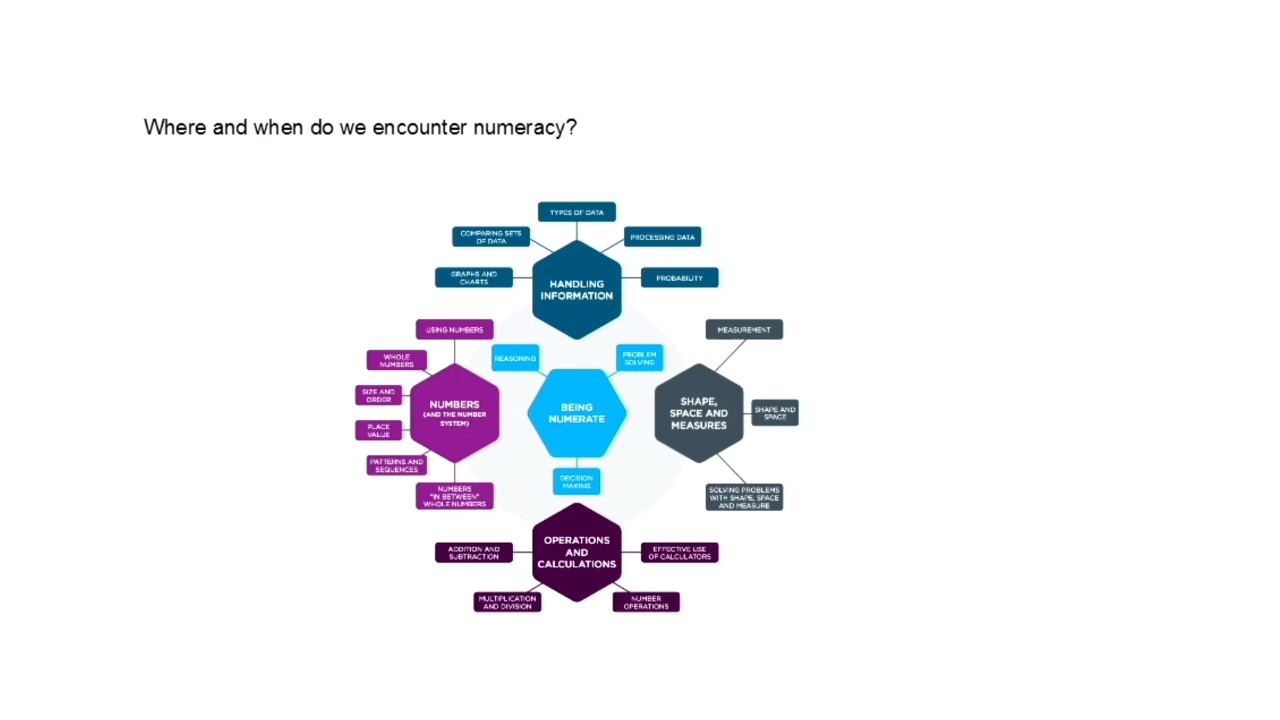 Where and when do we encounter numeracy?
TYPES OF DATA
COMPARING SETS
OF DATA
PROCESSING DATA
GRAPHS AND
CHARTS
PROBABILITY
HANDLING
INFORMATION
USING NUMBERS
WHOLE
NUMBERS
SIZE AND
ORDER
PLACE
VALUE
PATTERNS AND
SEQUENCES
NUMBERS
"IN BETWEEN"
WHOLE NUMBERS
NUMBERS
(AND THE NUMBER
SYSTEM)
REASONING
PROBLEM
SOLVING
BEING
NUMERATE
DECISION
MAKING
MEASUREMENT
SHAPE,
SPACE AND
MEASURES
SHAPE AND
SPACE
SOLVING PROBLEMS
WITH SHAPE, SPACE
AND MEASURE
OPERATIONS
AND
CALCULATIONS
ADDITION AND
SUBTRACTION
EFFECTIVE USE
OF CALCULATORS
MULTIPLICATION
AND DIVISION
NUMBER
OPERATIONS